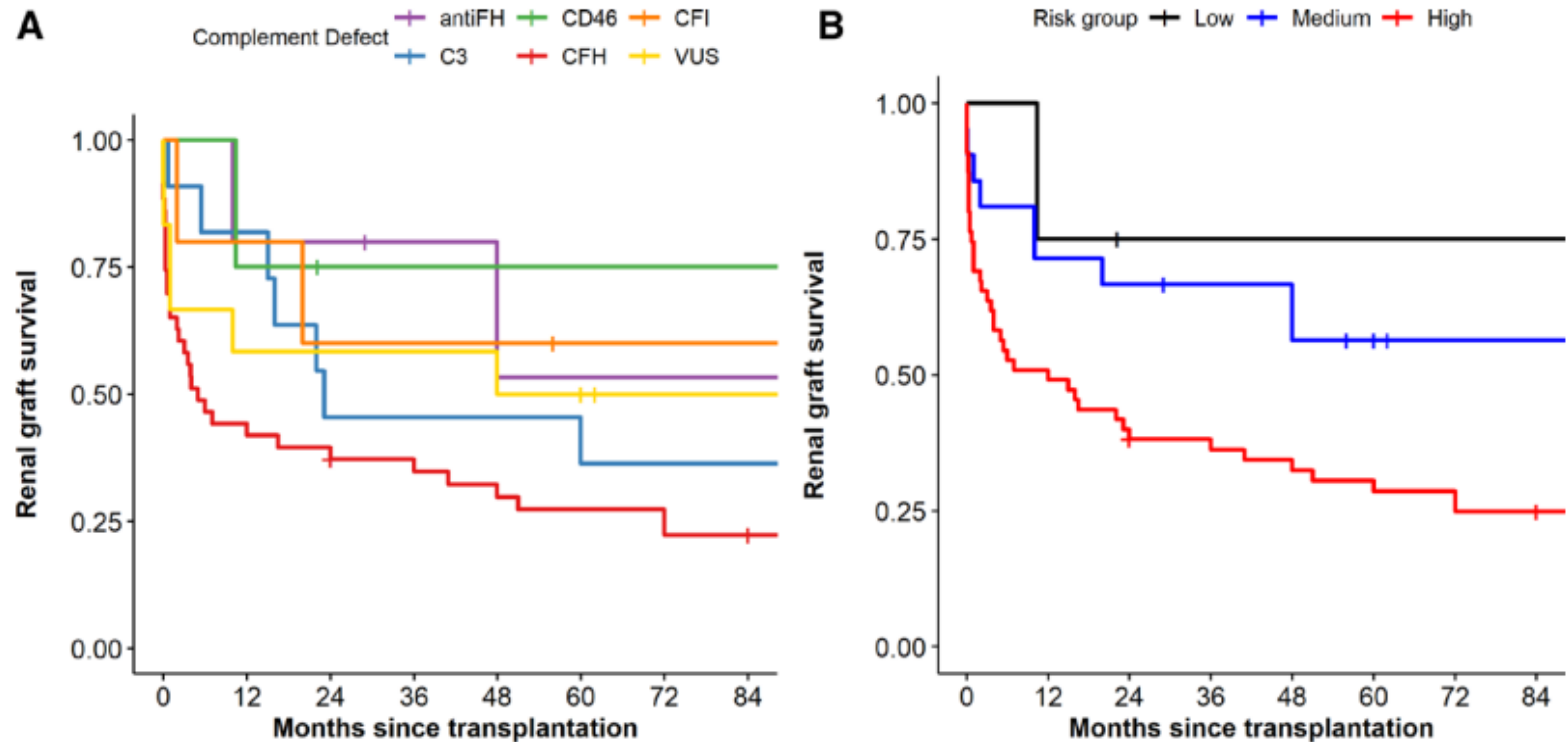 A
Complement Defect
antiFH CD46 CFI
C3 CFH VUS
Renal graft survival
1.00
0.75
0.50
0.25
0.00
0 12 24 36 48 60 72 84
Months since transplantation
B
Risk group Low Medium High
Renal graft survival
1.00
0.75
0.50
0.25
0.00
0 12 24 36 48 60 72 84
Months since transplantation